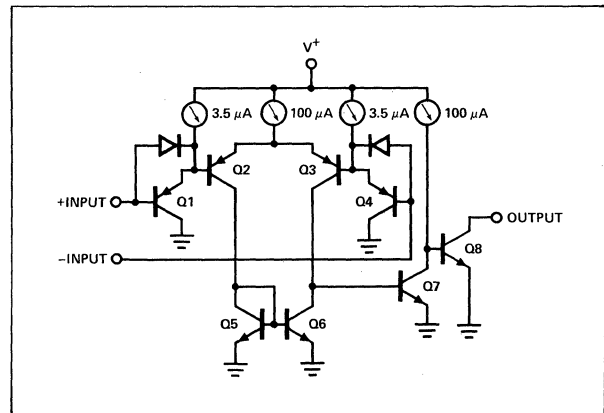 V+
3.5 μA
100 μA
3.5 μA
100 μA
Q2
Q3
+INPUT
Q1
Q4
OUTPUT
−INPUT
Q8
Q7
Q5
Q6